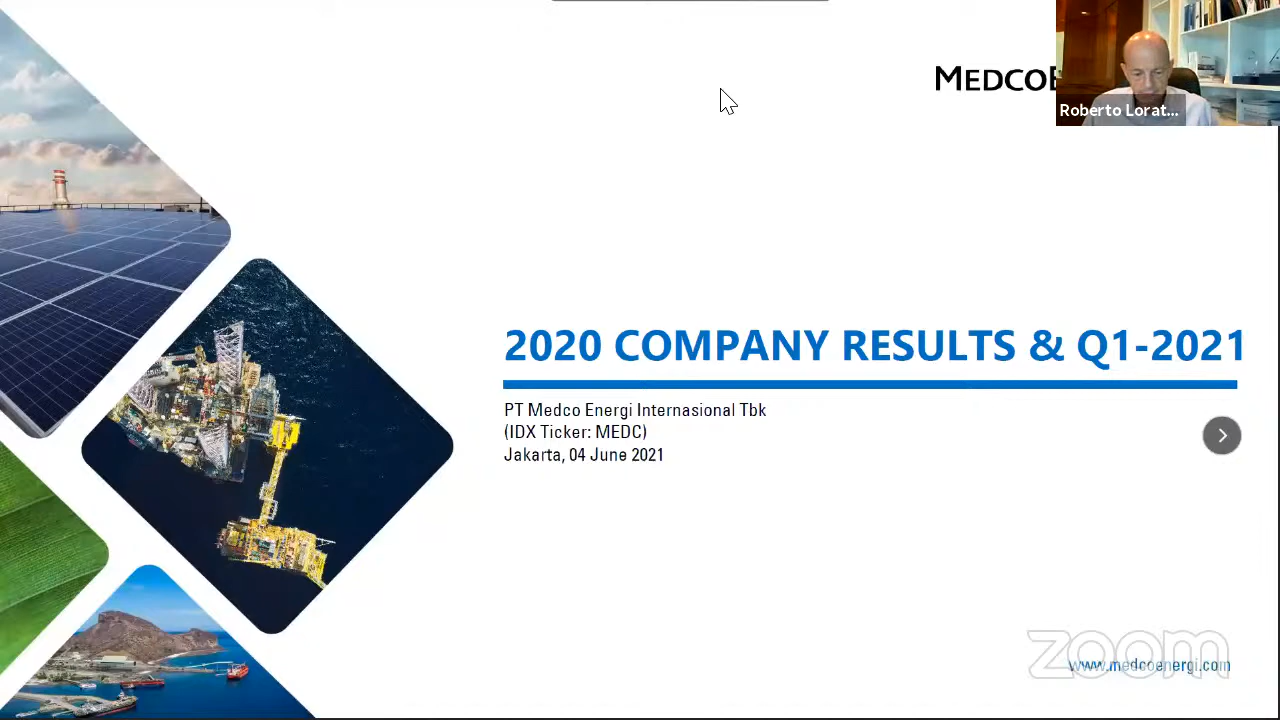 MEDCOE
Roberto Lorat...
2020 COMPANY RESULTS & Q1-2021
PT Medco Energi Internasional Tbk
(IDX Ticker: MEDC)
Jakarta, 04 June 2021
zoom
www.medcoenergi.com